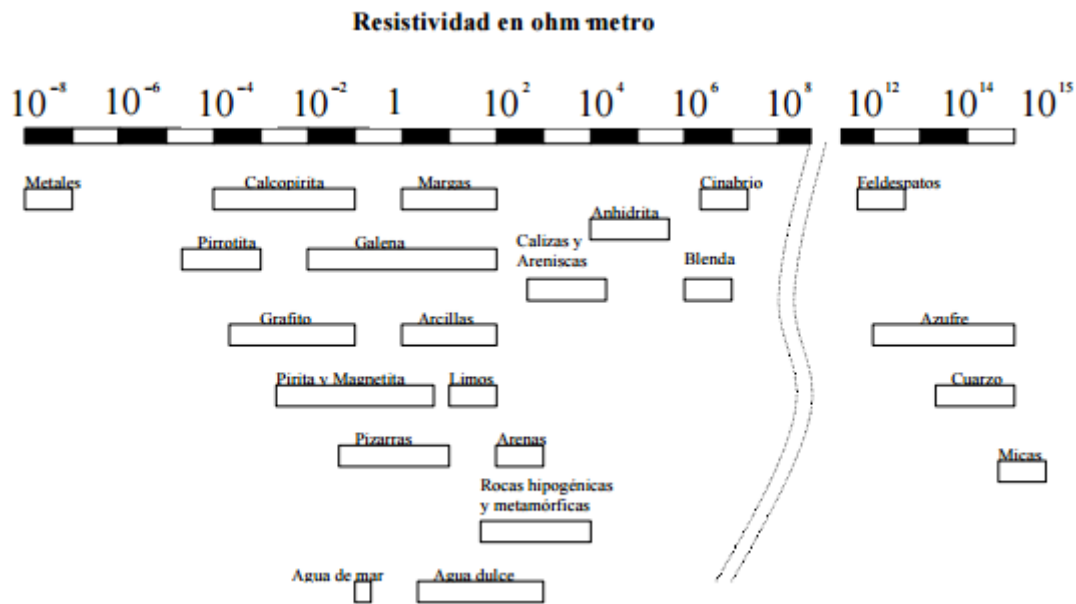 Resistividad en ohm·metro
10⁻⁸ 10⁻⁶ 10⁻⁴ 10⁻² 1 10² 10⁴ 10⁶ 10⁸ 10¹² 10¹⁴ 10¹⁵
Metales Calcopirita Margas Cinabrio Feldespatos
Anhidrita
Pirrotita Galena Calizas y
Areniscas Blenda
Grafito Arcillas Azufre
Pirita y Magnetita Limos Cuarzo
Pizarras Arenas Micas
Rocas hipogénicas
y metamórficas
Agua de mar Agua dulce